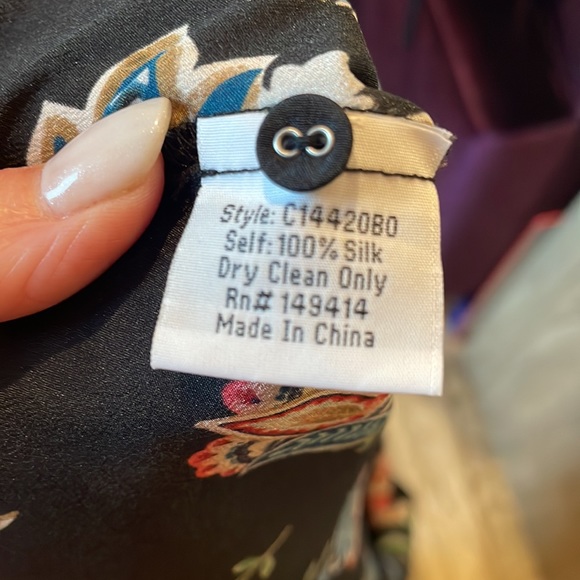 Style: C1442080
Self: 100% Silk
Dry Clean Only
Rn# 149414
Made In China